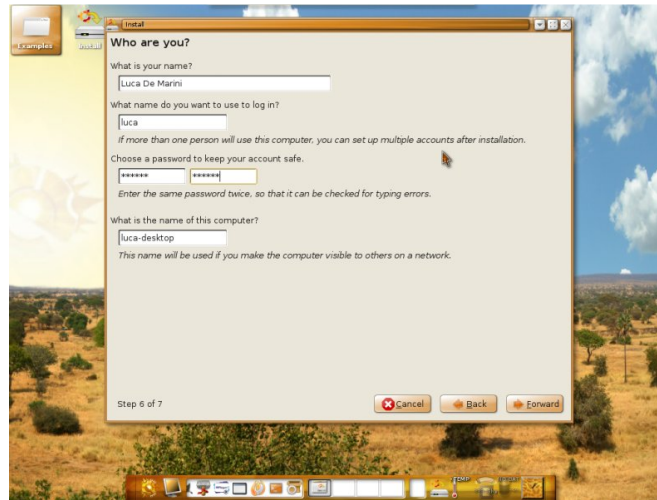 Examples
Install
Install
Who are you?
What is your name?
Luca De Marini
What name do you want to use to log in?
luca
If more than one person will use this computer, you can set up multiple accounts after installation.
Choose a password to keep your account safe.
****** ******
Enter the same password twice, so that it can be checked for typing errors.
What is the name of this computer?
luca-desktop
This name will be used if you make the computer visible to others on a network.
Step 6 of 7
Cancel Back Forward
TEMP